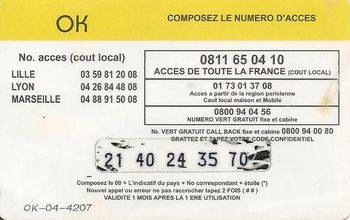 OK
COMPOSEZ LE NUMERO D'ACCES
No. acces (cout local)
LILLE 03 59 81 20 08
LYON 04 26 84 48 08
MARSEILLE 04 88 91 50 08
0811 65 04 10
ACCES DE TOUTE LA FRANCE (COUT LOCAL)
01 73 01 37 08
Acces a partir de la region parisienne
Cout local maison et Mobile
0800 94 04 56
NUMERO VERT GRATUIT fixe et cabine
No. VERT GRATUIT CALL BACK fixe et cabine 0800 94 00 80
GRATTEZ ET TAPEZ VOTRE CODE CONFIDENTIEL
21 40 24 35 70
Composez le 00 + L'indicatif du pays + No correspondant + étoile (*)
Nouvel appel ou erreur ne pas racrocher tapez 2 FOIS (# #)
VALIDITE 1 MOIS APRES LA 1 ERE UTILISATION
OK-04-4207